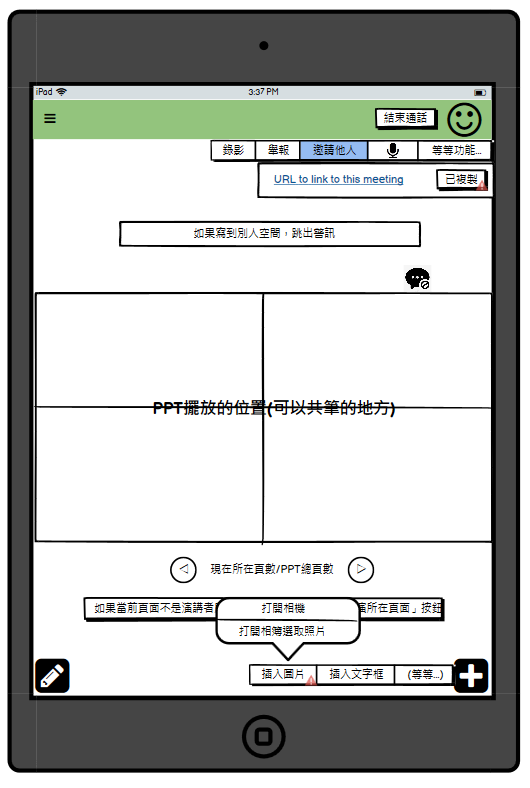 iPad 3:37 PM
結束通話
錄影 舉報 邀請他人 等等功能...
URL to link to this meeting 已複製
如果寫到別人空間，跳出警訊
PPT擺放的位置(可以共筆的地方)
現在所在頁數/PPT總頁數
如果當前頁面不是演講者 所在頁面」按鈕
打開相機
打開相簿選取照片
插入圖片 插入文字框 (等等...)